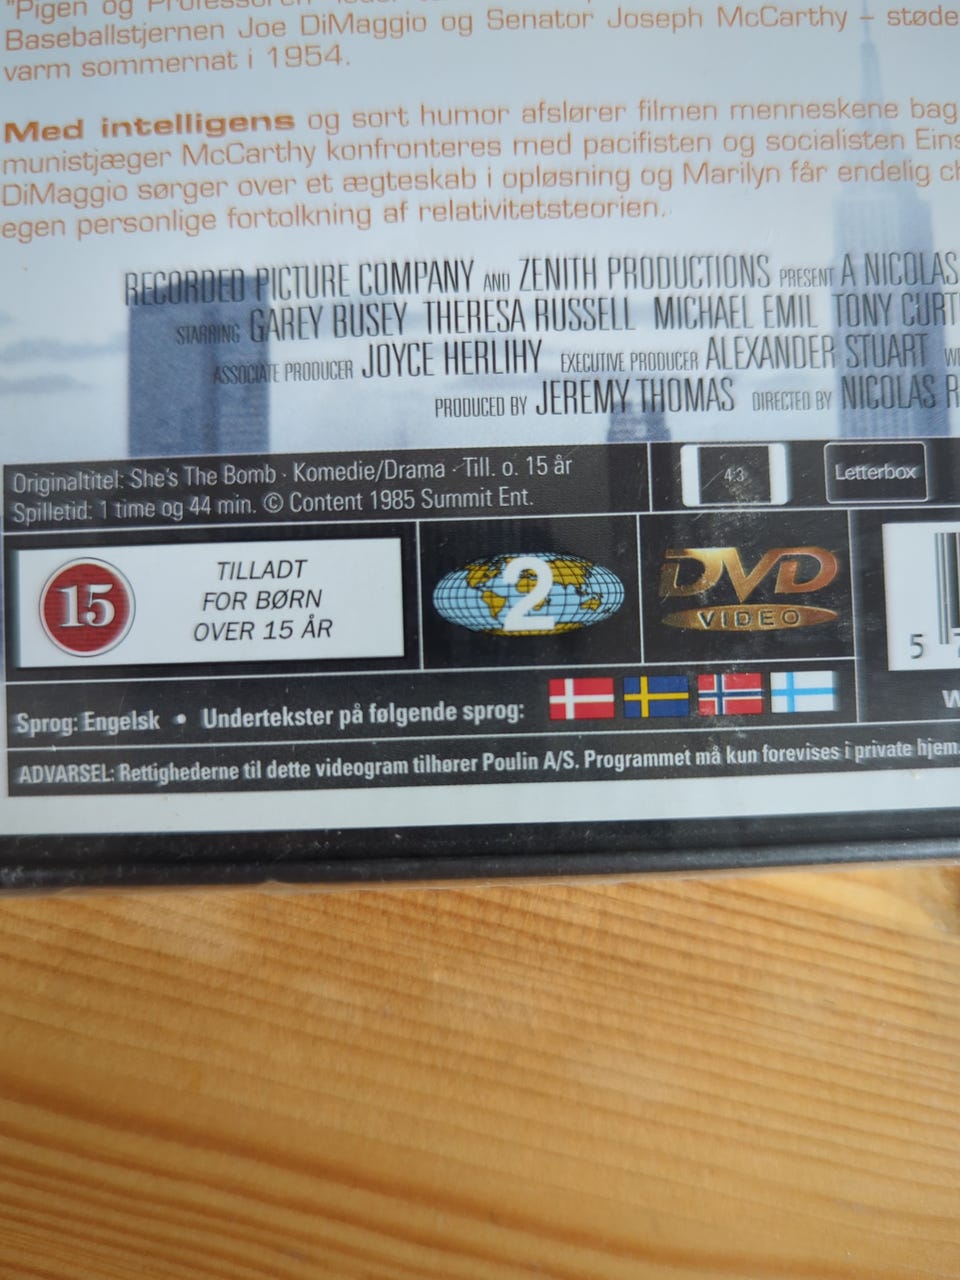 "Pigen og Professoren"
Baseballstjernen Joe DiMaggio og Senator Joseph McCarthy – støde
varm sommernat i 1954.
Med intelligens og sort humor afslører filmen menneskene bag
munistjæger McCarthy konfronteres med pacifisten og socialisten Eins
DiMaggio sørger over et ægteskab i opløsning og Marilyn får endelig ch
egen personlige fortolkning af relativitetsteorien.
RECORDED PICTURE COMPANY AND ZENITH PRODUCTIONS PRESENT A NICOLAS
STARRING GAREY BUSEY THERESA RUSSELL MICHAEL EMIL TONY CURT
ASSOCIATE PRODUCER JOYCE HERLIHY EXECUTIVE PRODUCER ALEXANDER STUART W
PRODUCED BY JEREMY THOMAS DIRECTED BY NICOLAS R
Originaltitel: She's The Bomb · Komedie/Drama · Till. o. 15 år
Spilletid: 1 time og 44 min. © Content 1985 Summit Ent.
4:3
Letterbox
15
TILLADT
FOR BØRN
OVER 15 ÅR
2
DVD
VIDEO
5
W
Sprog: Engelsk • Undertekster på følgende sprog:
ADVARSEL: Rettighederne til dette videogram tilhører Poulin A/S. Programmet må kun forevises i private hjem.